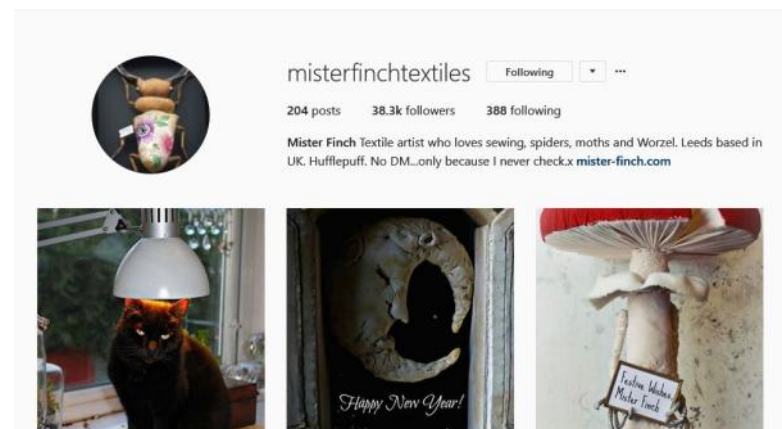 misterfinchtextiles Following
204 posts 38.3k followers 388 following
Mister Finch Textile artist who loves sewing, spiders, moths and Worzel. Leeds based in
UK. Hufflepuff. No DM...only because I never check.x mister-finch.com
Happy New Year!
Festive Wishes,
Mister Finch